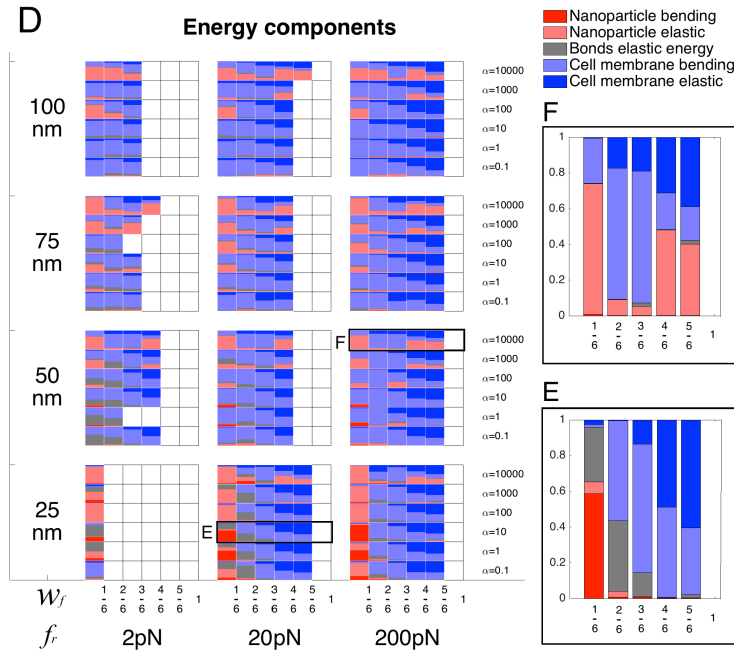 D
Energy components
Nanoparticle bending
Nanoparticle elastic
Bonds elastic energy
Cell membrane bending
Cell membrane elastic
100 nm
α=10000
α=1000
α=100
α=10
α=1
α=0.1
75 nm
α=10000
α=1000
α=100
α=10
α=1
α=0.1
50 nm
F
α=10000
α=1000
α=100
α=10
α=1
α=0.1
25 nm
E
α=10000
α=1000
α=100
α=10
α=1
α=0.1
W_f
1/6 2/6 3/6 4/6 5/6 1 1/6 2/6 3/6 4/6 5/6 1 1/6 2/6 3/6 4/6 5/6 1
f_r 2pN 20pN 200pN
F
1
0.8
0.6
0.4
0.2
0
1/6 2/6 3/6 4/6 5/6 1
E
1
0.8
0.6
0.4
0.2
0
1/6 2/6 3/6 4/6 5/6 1